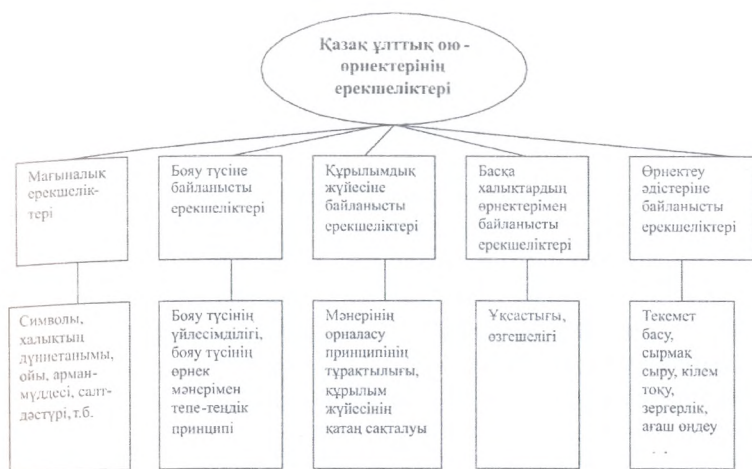 Қазақ ұлттық ою -
орнектерінің
ерекшеліктері
Мағыналық
ерекшелік-
тері
Бояу түсіне
байланысты
ерекшеліктері
Құрылымдық
жүйесіне
байланысты
ерекшеліктері
Басқа
халықтардың
өрнектерімен
байланысты
ерекшеліктері
Өрнектеу
әдістеріне
байланысты
ерекшеліктері
Символы,
халықтың
дүниетанымы,
ойы, арман-
мүддесі, салт-
дәстүрі, т.б.
Бояу түсінің
үйлесімділігі,
бояу түсінің
өрнек
мәнерімен
тепе-теңдік
принципі
Мәнерінің
орналасу
принципінің
тұрақтылығы,
құрылым
жүйесінің
қатаң сақталуы
Ұқсастығы,
өзгешелігі
Текемет
басу,
сырмақ
сыру, кілем
тоқу,
зергерлік,
ағаш өңдеу
. .